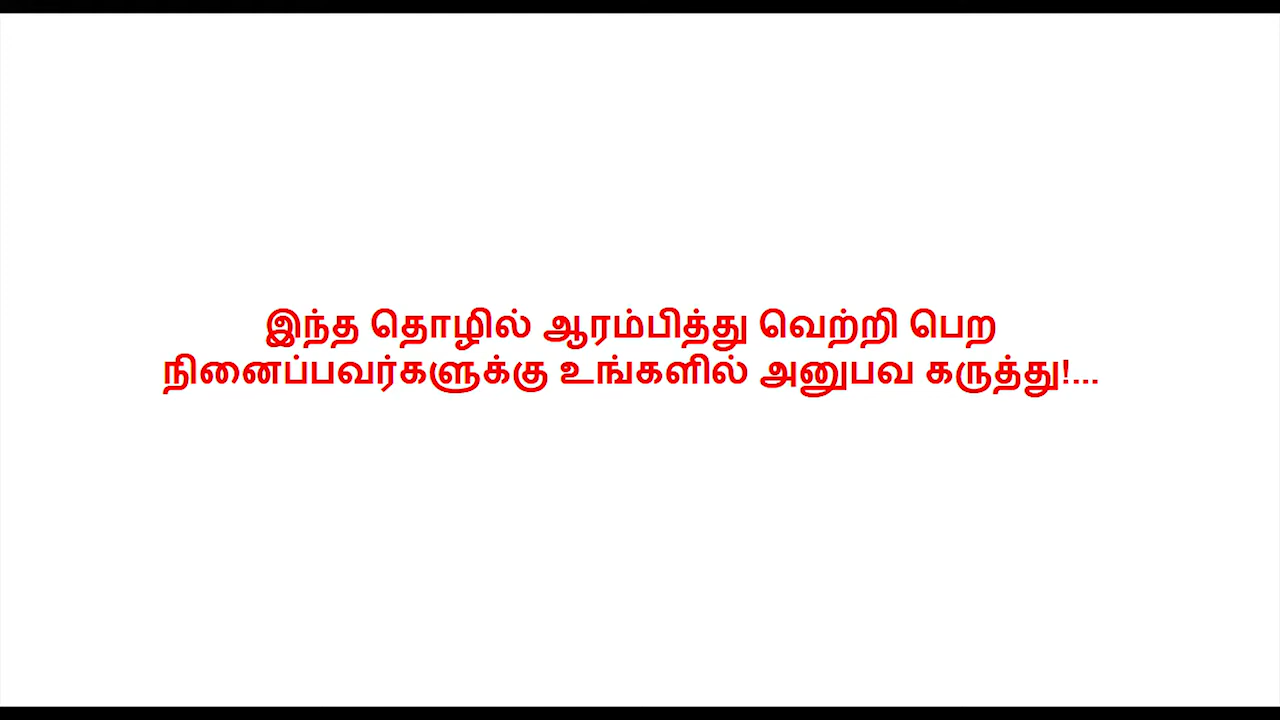 இந்த தொழில் ஆரம்பித்து வெற்றி பெற
நினைப்பவர்களுக்கு உங்களில் அனுபவ கருத்து!...